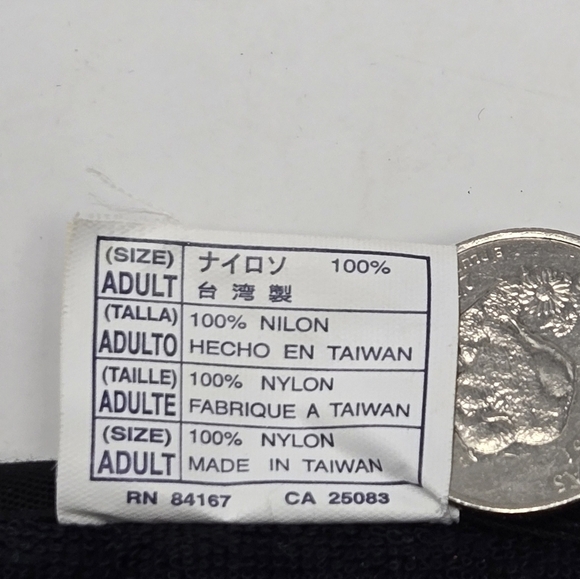 (SIZE) ナイロソ 100%
ADULT 台湾製
(TALLA) 100% NILON
ADULTO HECHO EN TAIWAN
(TAILLE) 100% NYLON
ADULTE FABRIQUE A TAIWAN
(SIZE) 100% NYLON
ADULT MADE IN TAIWAN
RN 84167 CA 25083